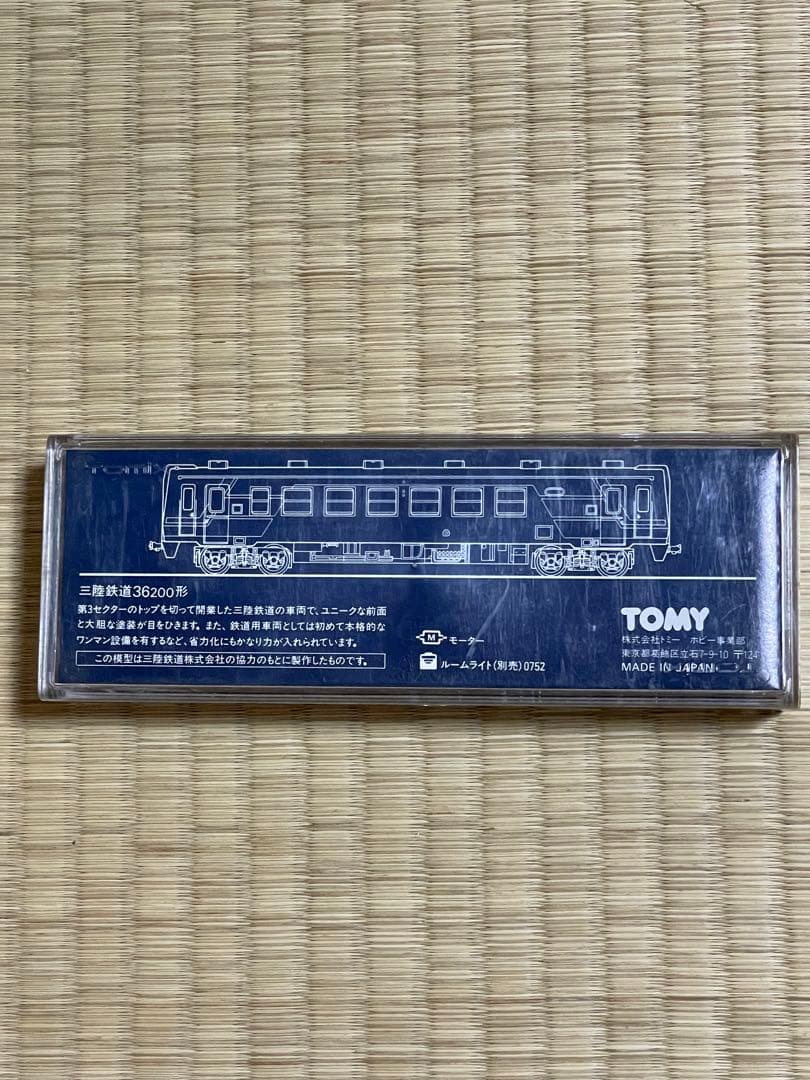 三陸鉄道36200形
第3セクターのトップを切って開業した三陸鉄道の車両で、ユニークな前面
と大胆な塗装が目をひきます。また、鉄道用車両としては初めて本格的な
ワンマン設備を有するなど、省力化にもかなり力が入れられています。
この模型は三陸鉄道株式会社の協力のもとに製作したものです。
M モーター
ルームライト(別売)0752
TOMY
株式会社トミー ホビー事業部
東京都葛飾区立石7-9-10 〒124
MADE IN JAPAN